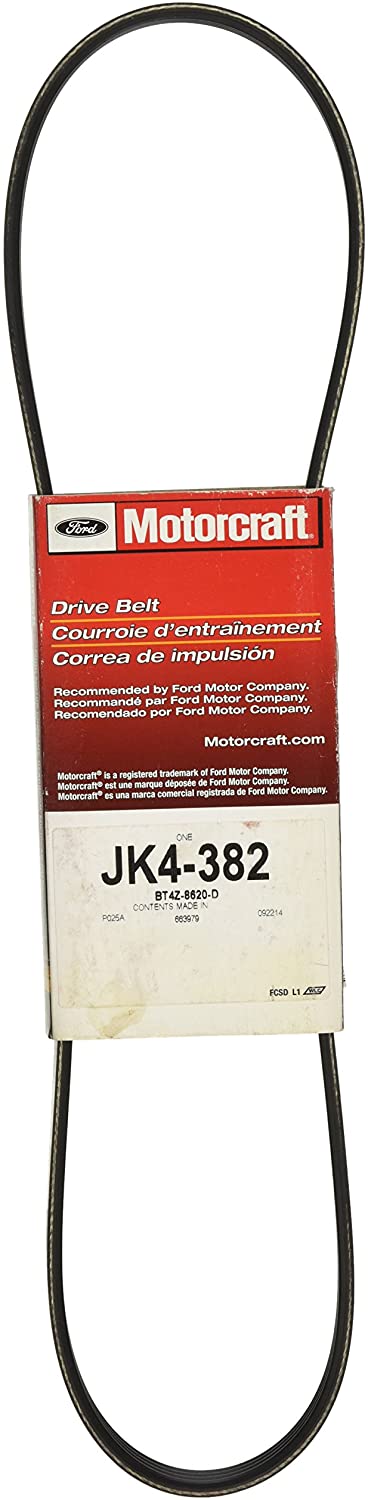 Ford Motorcraft®
Drive Belt
Courroie d'entraînement
Correa de impulsión
Recommended by Ford Motor Company.
Recommandé par Ford Motor Company.
Recomendado por Ford Motor Company.
Motorcraft.com
Motorcraft® is a registered trademark of Ford Motor Company.
Motorcraft® est une marque déposée de Ford Motor Company.
Motorcraft® es una marca comercial registrada de Ford Motor Company.
ONE
JK4-382
BT4Z-8620-D
CONTENTS MADE IN
P025A 663979 092214
FCSD L1